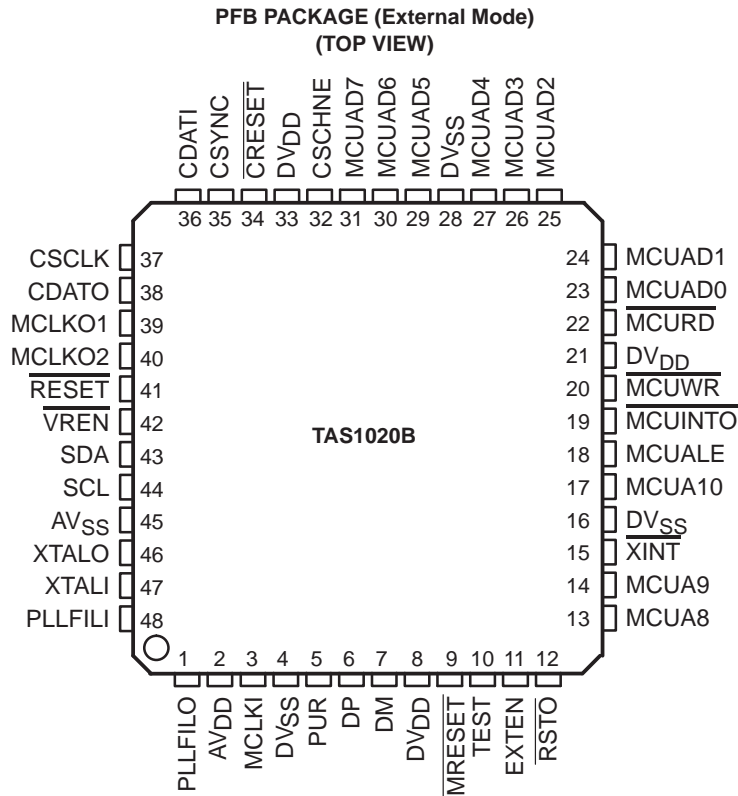 PFB PACKAGE (External Mode)
(TOP VIEW)
CDATI
CSYNC
CRESET
DVDD
CSCHNE
MCUAD7
MCUAD6
MCUAD5
DVSS
MCUAD4
MCUAD3
MCUAD2
36 35 34 33 32 31 30 29 28 27 26 25
CSCLK 37
CDATO 38
MCLKO1 39
MCLKO2 40
RESET 41
VREN 42
SDA 43
SCL 44
AVSS 45
XTALO 46
XTALI 47
PLLFILI 48
TAS1020B
24 MCUAD1
23 MCUAD0
22 MCURD
21 DVDD
20 MCUWR
19 MCUINTO
18 MCUALE
17 MCUA10
16 DVSS
15 XINT
14 MCUA9
13 MCUA8
1 2 3 4 5 6 7 8 9 10 11 12
PLLFILO
AVDD
MCLKI
DVSS
PUR
DP
DM
DVDD
MRESET
TEST
EXTEN
RSTO